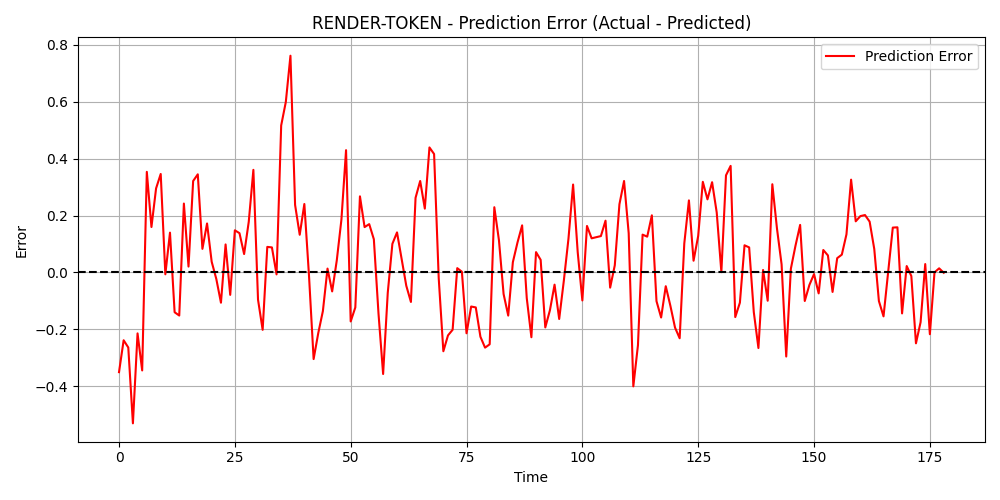 RENDER-TOKEN - Prediction Error (Actual - Predicted)
Prediction Error
Error
0.8
0.6
0.4
0.2
0.0
−0.2
−0.4
0 25 50 75 100 125 150 175
Time